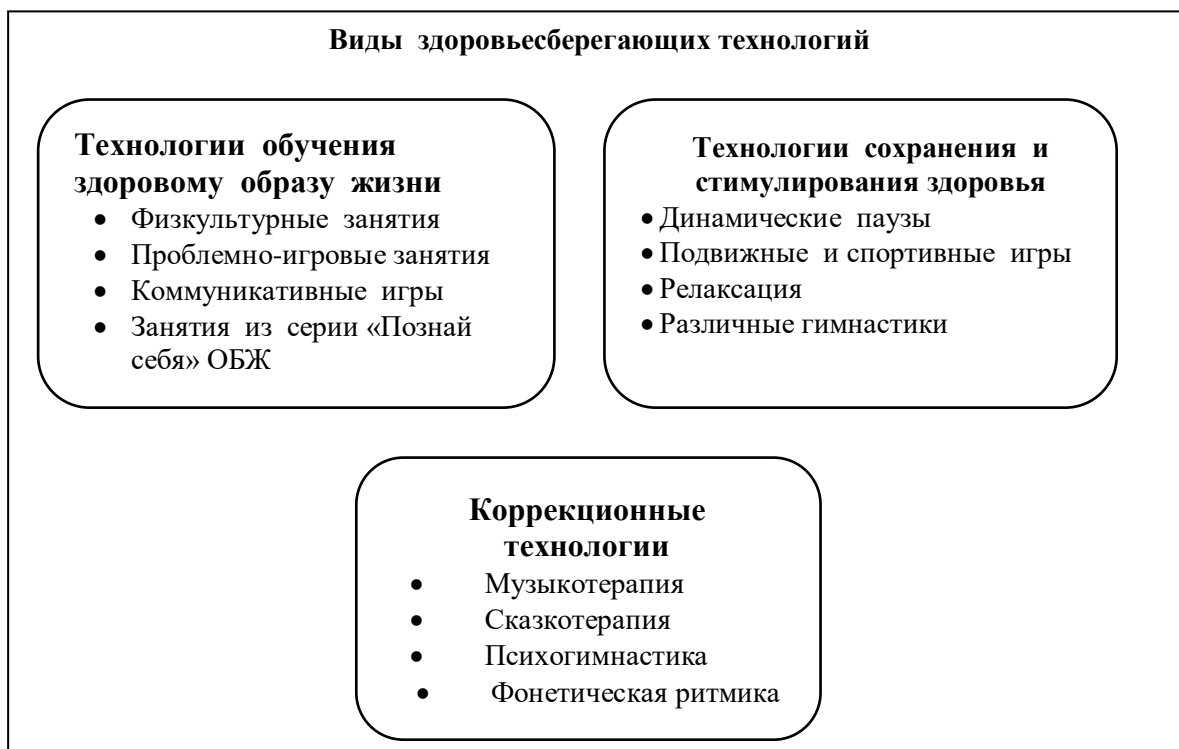 Виды здоровьесберегающих технологий
Технологии обучения
здоровому образу жизни
• Физкультурные занятия
• Проблемно-игровые занятия
• Коммуникативные игры
• Занятия из серии «Познай
себя» ОБЖ
Технологии сохранения и
стимулирования здоровья
• Динамические паузы
• Подвижные и спортивные игры
• Релаксация
• Различные гимнастики
Коррекционные
технологии
• Музыкотерапия
• Сказкотерапия
• Психогимнастика
• Фонетическая ритмика